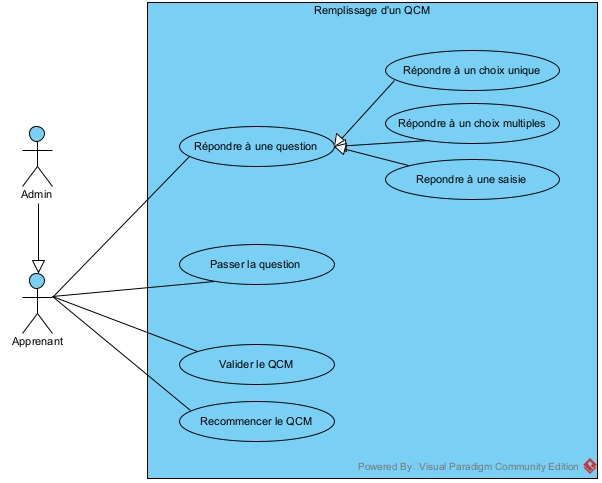 Remplissage d'un QCM
Répondre à un choix unique
Répondre à un choix multiples
Répondre à une question
Repondre à une saisie
Admin
Passer la question
Apprenant
Valider le QCM
Recommencer le QCM
Powered By Visual Paradigm Community Edition